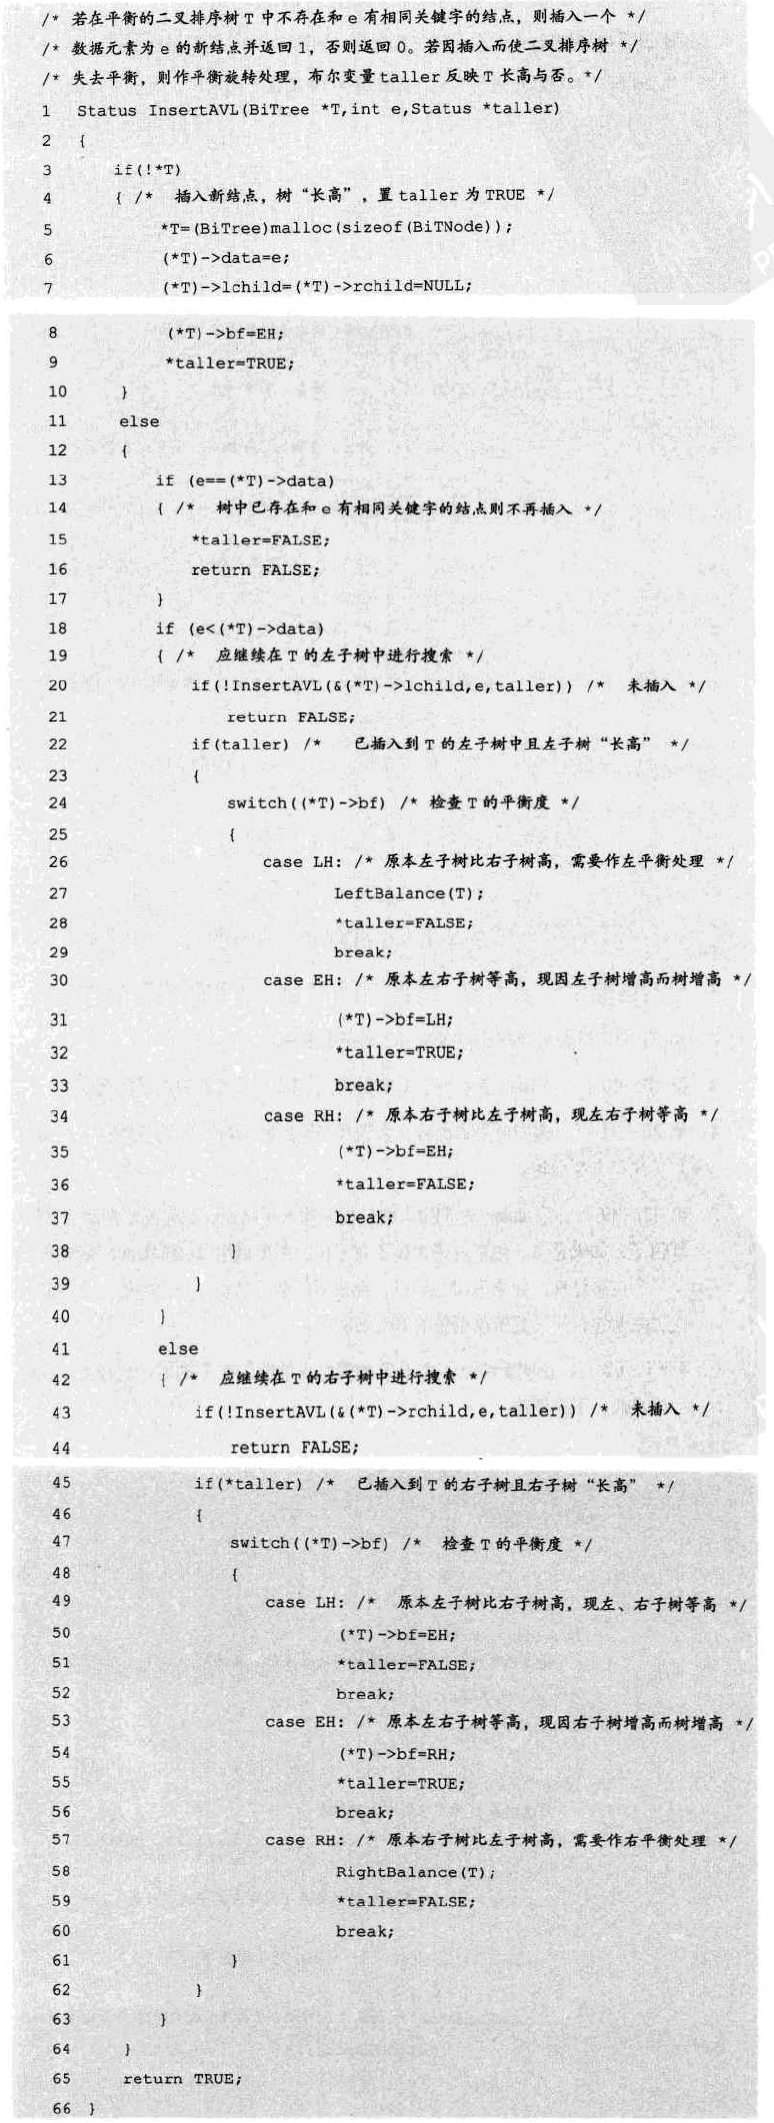 /* 若在平衡的二叉排序树 T 中不存在和 e 有相同关键字的结点，则插入一个 */
/* 数据元素为 e 的新结点并返回 1，否则返回 0。若因插入而使二叉排序树 */
/* 失去平衡，则作平衡旋转处理，布尔变量 taller 反映 T 长高与否。*/
1 Status InsertAVL(BiTree *T,int e,Status *taller)
2 {
3 if(!*T)
4 { /* 插入新结点，树“长高”，置 taller 为 TRUE */
5 *T=(BiTree)malloc(sizeof(BiTNode));
6 (*T)->data=e;
7 (*T)->lchild=(*T)->rchild=NULL;
8 (*T)->bf=EH;
9 *taller=TRUE;
10 }
11 else
12 {
13 if (e==(*T)->data)
14 { /* 树中已存在和 e 有相同关键字的结点则不再插入 */
15 *taller=FALSE;
16 return FALSE;
17 }
18 if (e<(*T)->data)
19 { /* 应继续在 T 的左子树中进行搜索 */
20 if(!InsertAVL(&(*T)->lchild,e,taller)) /* 未插入 */
21 return FALSE;
22 if(taller) /* 已插入到 T 的左子树中且左子树“长高” */
23 {
24 switch((*T)->bf) /* 检查 T 的平衡度 */
25 {
26 case LH: /* 原本左子树比右子树高，需要作左平衡处理 */
27 LeftBalance(T);
28 *taller=FALSE;
29 break;
30 case EH: /* 原本左右子树等高，现因左子树增高而树增高 */
31 (*T)->bf=LH;
32 *taller=TRUE;
33 break;
34 case RH: /* 原本右子树比左子树高，现左右子树等高 */
35 (*T)->bf=EH;
36 *taller=FALSE;
37 break;
38 }
39 }
40 }
41 else
42 { /* 应继续在 T 的右子树中进行搜索 */
43 if(!InsertAVL(&(*T)->rchild,e,taller)) /* 未插入 */
44 return FALSE;
45 if(*taller) /* 已插入到 T 的右子树且右子树“长高” */
46 {
47 switch((*T)->bf) /* 检查 T 的平衡度 */
48 {
49 case LH: /* 原本左子树比右子树高，现左、右子树等高 */
50 (*T)->bf=EH;
51 *taller=FALSE;
52 break;
53 case EH: /* 原本左右子树等高，现因右子树增高而树增高 */
54 (*T)->bf=RH;
55 *taller=TRUE;
56 break;
57 case RH: /* 原本右子树比左子树高，需要作右平衡处理 */
58 RightBalance(T);
59 *taller=FALSE;
60 break;
61 }
62 }
63 }
64 }
65 return TRUE;
66 }